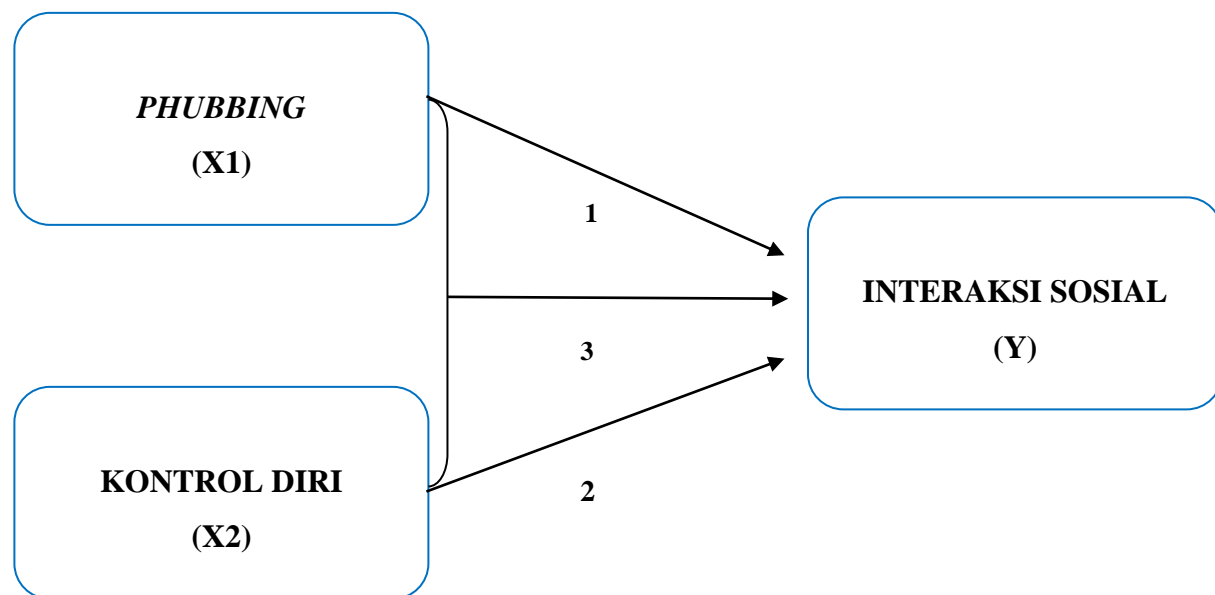 PHUBBING
(X1)
1
INTERAKSI SOSIAL
(Y)
3
KONTROL DIRI
(X2)
2